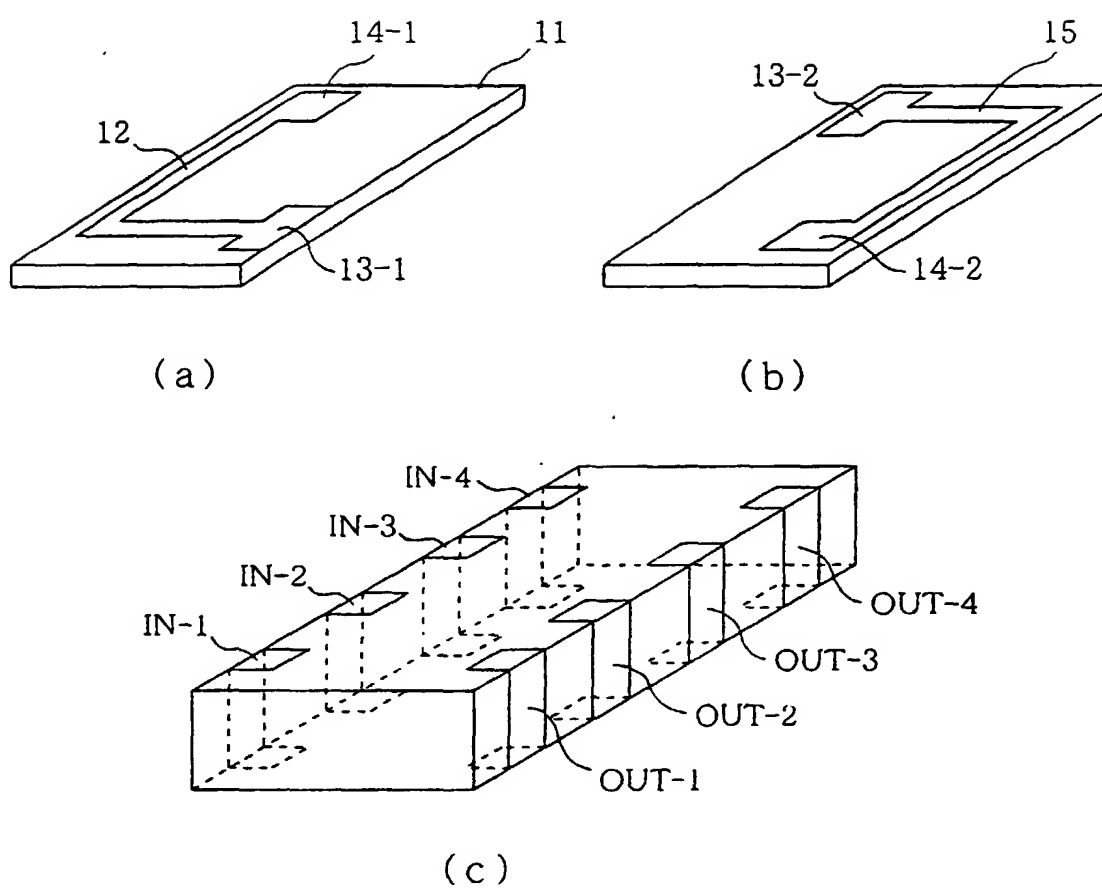 14-1
11
12
13-1
(a)
13-2
15
14-2
(b)
IN-4
IN-3
IN-2
IN-1
OUT-4
OUT-3
OUT-2
OUT-1
(c)